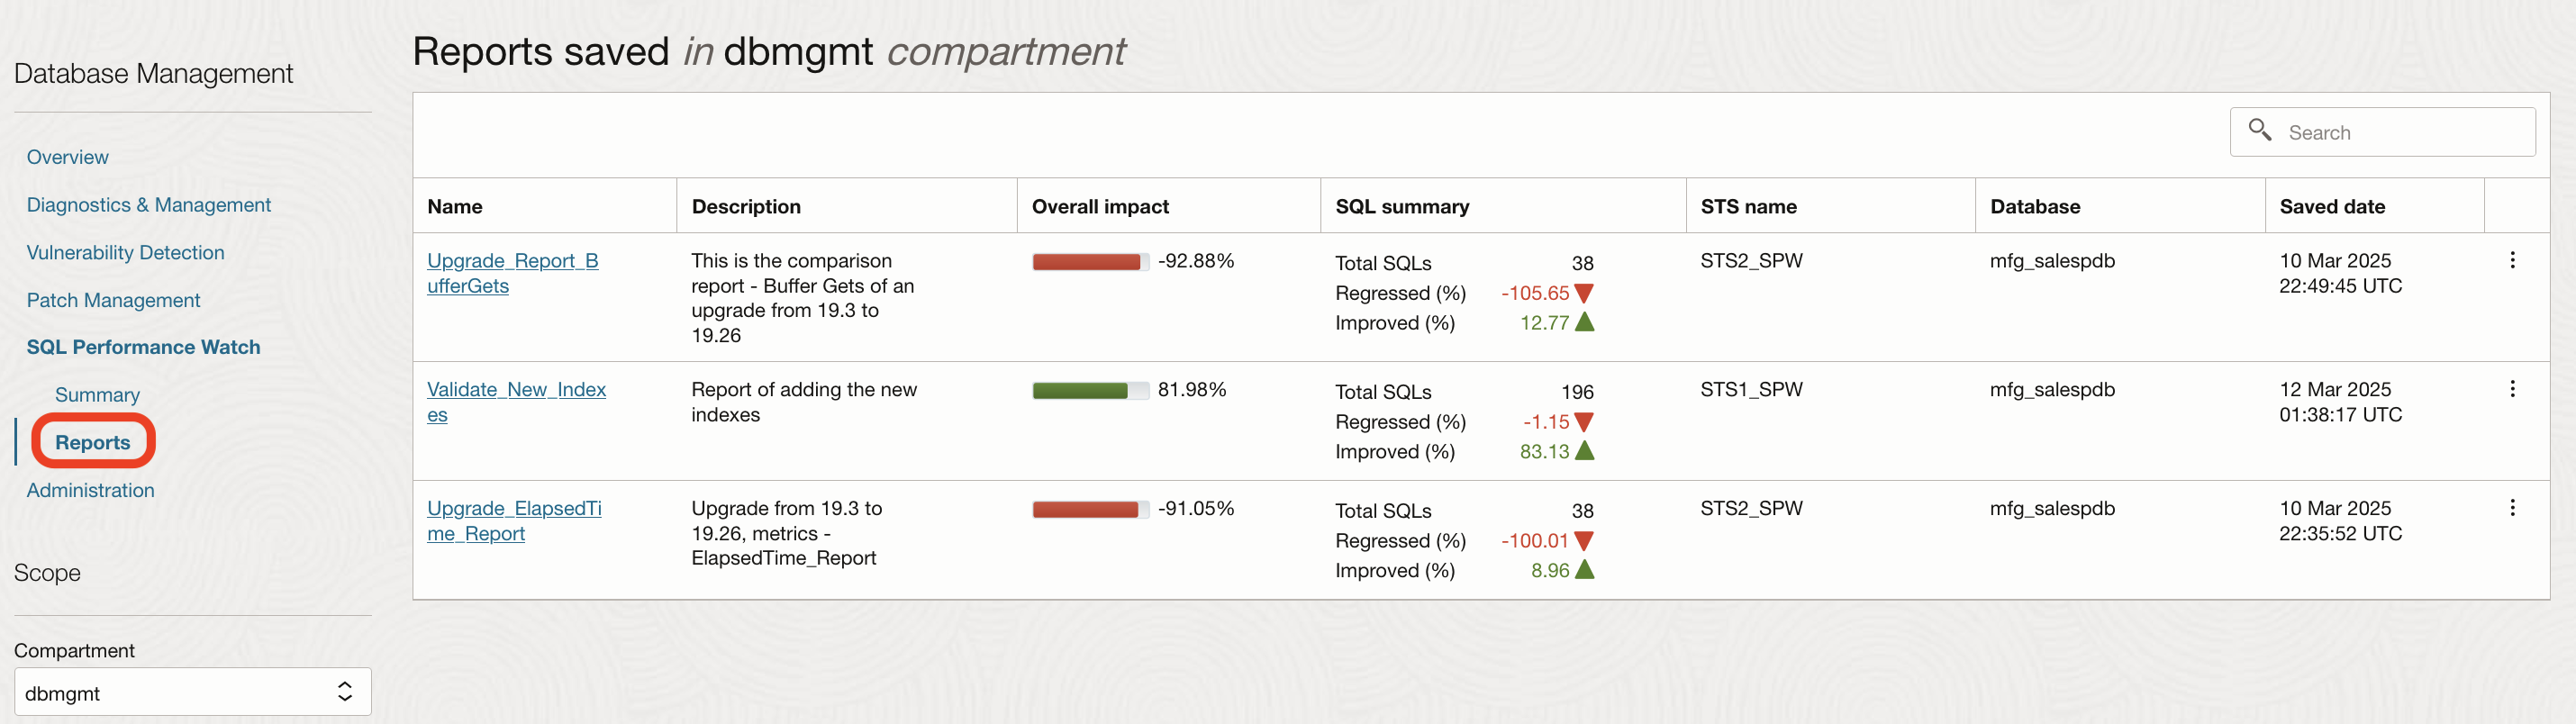 Database Management
Overview
Diagnostics & Management
Vulnerability Detection
Patch Management
SQL Performance Watch
Summary
Reports
Administration
Scope
Compartment
dbmgmt
Reports saved in dbmgmt compartment
Search
Name Description Overall impact SQL summary STS name Database Saved date
Upgrade_Report_B
ufferGets
This is the comparison
report - Buffer Gets of an
upgrade from 19.3 to
19.26
-92.88%
Total SQLs 38
Regressed (%) -105.65
Improved (%) 12.77
STS2_SPW
mfg_salespdb
10 Mar 2025
22:49:45 UTC
Validate_New_Index
es
Report of adding the new
indexes
81.98%
Total SQLs 196
Regressed (%) -1.15
Improved (%) 83.13
STS1_SPW
mfg_salespdb
12 Mar 2025
01:38:17 UTC
Upgrade_ElapsedTi
me_Report
Upgrade from 19.3 to
19.26, metrics -
ElapsedTime_Report
-91.05%
Total SQLs 38
Regressed (%) -100.01
Improved (%) 8.96
STS2_SPW
mfg_salespdb
10 Mar 2025
22:35:52 UTC